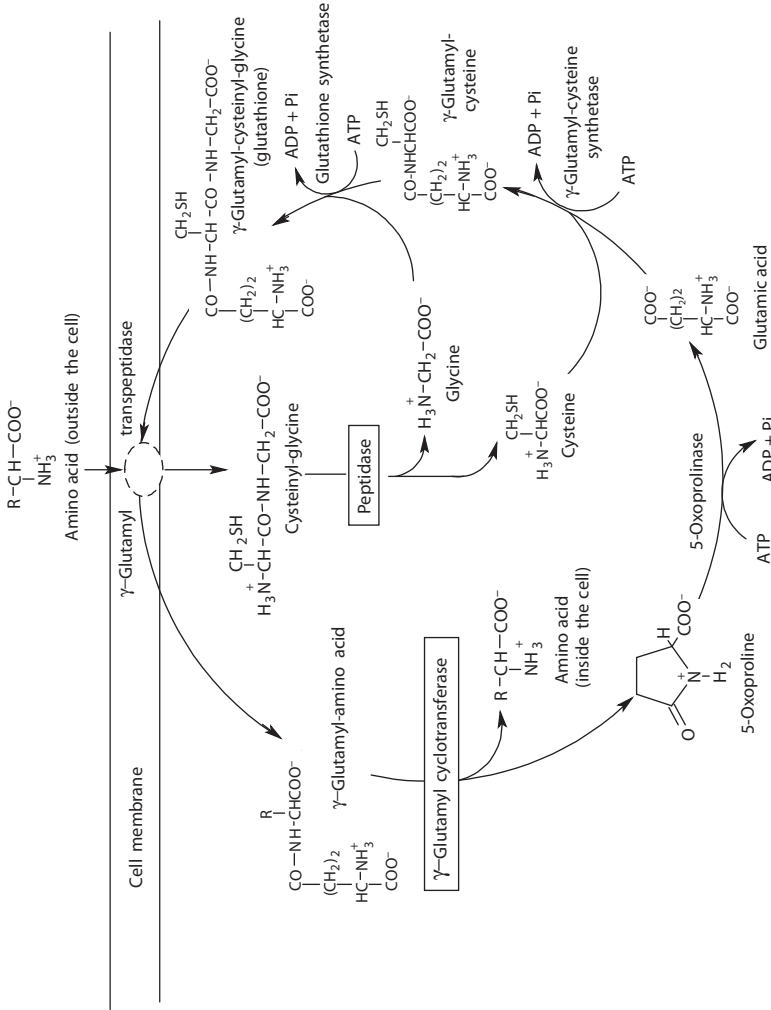 R–CH–COO⁻
NH₃⁺
Amino acid (outside the cell)
Cell membrane
γ–Glutamyl
transpeptidase
CH₂SH
CO–NH–CH–CO–NH–CH₂–COO⁻
(CH₂)₂
HC–NH₃⁺
COO⁻
γ-Glutamyl-cysteinyl-glycine
(glutathione)
CH₂SH
H₃N⁺–CH–CO–NH–CH₂–COO⁻
Cysteinyl-glycine
ADP + Pi
Glutathione synthetase
ATP
R
CO–NH–CHCOO⁻
(CH₂)₂
HC–NH₃⁺
COO⁻
γ–Glutamyl-amino acid
Peptidase
H₃N⁺–CH₂–COO⁻
Glycine
CH₂SH
CO–NHCHCOO⁻
(CH₂)₂
HC–NH₃⁺
COO⁻
γ-Glutamyl-
cysteine
γ–Glutamyl cyclotransferase
R–CH–COO⁻
NH₃⁺
Amino acid
(inside the cell)
CH₂SH
H₃N⁺–CHCOO⁻
Cysteine
ADP + Pi
γ-Glutamyl-cysteine
synthetase
ATP
O
N⁺–H₂
H
COO⁻
5-Oxoproline
5-Oxoprolinase
ATP
ADP + Pi
COO⁻
(CH₂)₂
HC–NH₃⁺
COO⁻
Glutamic acid